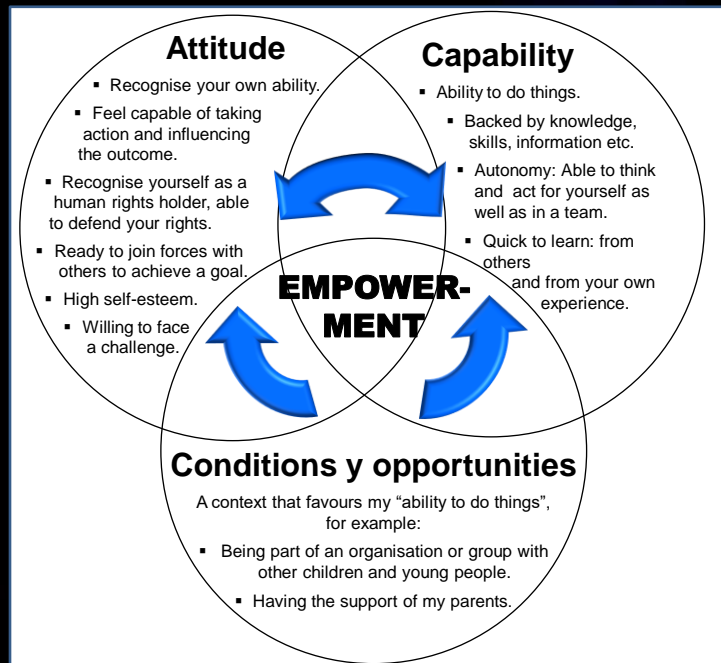 Attitude
▪ Recognise your own ability.
▪ Feel capable of taking
action and influencing
the outcome.
▪ Recognise yourself as a
human rights holder, able
to defend your rights.
▪ Ready to join forces with
others to achieve a goal.
▪ High self-esteem.
▪ Willing to face
a challenge.
Capability
▪ Ability to do things.
▪ Backed by knowledge,
skills, information etc.
▪ Autonomy: Able to think
and act for yourself as
well as in a team.
▪ Quick to learn: from
others
and from your own
experience.
EMPOWER-
MENT
Conditions y opportunities
A context that favours my “ability to do things”,
for example:
▪ Being part of an organisation or group with
other children and young people.
▪ Having the support of my parents.